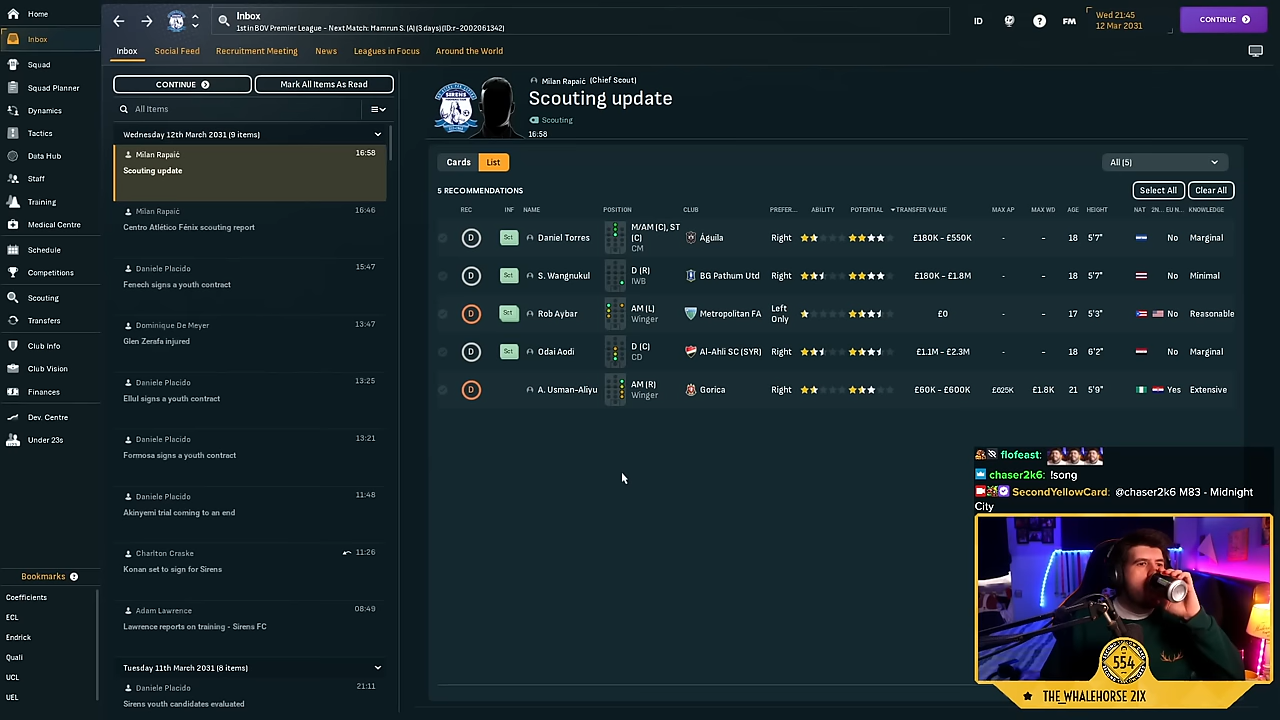 Home
Inbox
1st in BOV Premier League - Next Match: Hamrun S. (A) (3 days) (ID:r-2002061342)
ID
FM
Wed 21:45
12 Mar 2031
CONTINUE
Inbox
Inbox
Social Feed
Recruitment Meeting
News
Leagues in Focus
Around the World
Squad
Squad Planner
Dynamics
Tactics
Data Hub
Staff
Training
Medical Centre
Schedule
Competitions
Scouting
Transfers
Club Info
Club Vision
Finances
Dev. Centre
Under 23s
Bookmarks
Coefficients
ECL
Endrick
Quali
UCL
UEL
CONTINUE
Mark All Items As Read
All Items
Wednesday 12th March 2031 (9 items)
Milan Rapaić 16:58
Scouting update
Milan Rapaić 16:46
Centro Atlético Fénix scouting report
Daniele Placido 15:47
Fenech signs a youth contract
Dominique De Meyer 13:47
Glen Zerafa injured
Daniele Placido 13:25
Ellul signs a youth contract
Daniele Placido 13:21
Formosa signs a youth contract
Daniele Placido 11:48
Akinyemi trial coming to an end
Charlton Craske 11:26
Konan set to sign for Sirens
Adam Lawrence 08:49
Lawrence reports on training - Sirens FC
Tuesday 11th March 2031 (8 items)
Daniele Placido 21:11
Sirens youth candidates evaluated
SIRENS
Milan Rapaić (Chief Scout)
Scouting update
Scouting
16:58
Cards List All (5)
5 RECOMMENDATIONS Select All Clear All
REC INF NAME POSITION CLUB PREFER... ABILITY POTENTIAL TRANSFER VALUE MAX AP MAX WD AGE HEIGHT NAT 2N... EU N... KNOWLEDGE
D Sct Daniel Torres M/AM (C), ST (C) CM Águila Right £180K - £550K - - 18 5'7" No Marginal
D Sct S. Wangnukul D (R) IWB BG Pathum Utd Right £180K - £1.8M - - 18 5'7" No Minimal
D Sct Rob Aybar AM (L) Winger Metropolitan FA Left Only £0 - - 17 5'3" No Reasonable
D Sct Odai Aodi D (C) CD Al-Ahli SC (SYR) Right £1.1M - £2.3M - - 18 6'2" No Marginal
D A. Usman-Aliyu AM (R) Winger Gorica Right £60K - £600K £625K £1.8K 21 5'9" Yes Extensive
flofeast:
chaser2k6: !song
SecondYellowCard: @chaser2k6 M83 - Midnight
City
554
THE_WHALEHORSE 21X